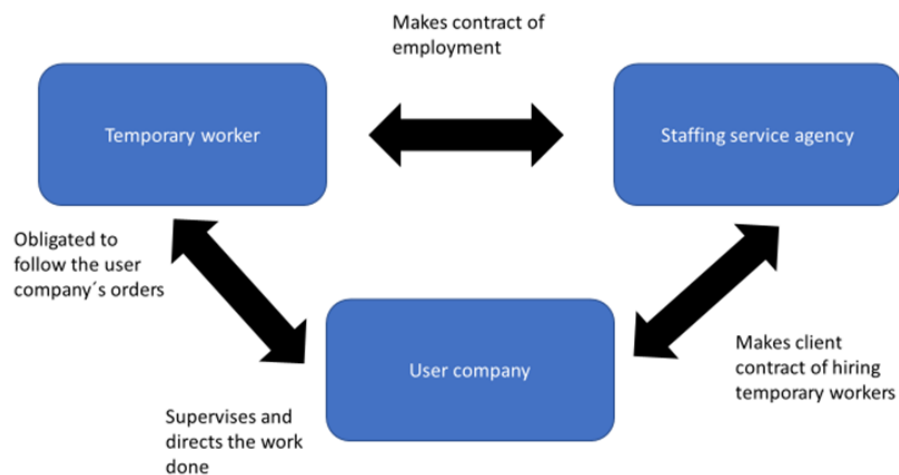 Makes contract of
employment
Temporary worker
Staffing service agency
Obligated to
follow the user
company´s orders
User company
Makes client
contract of hiring
temporary workers
Supervises and
directs the work
done